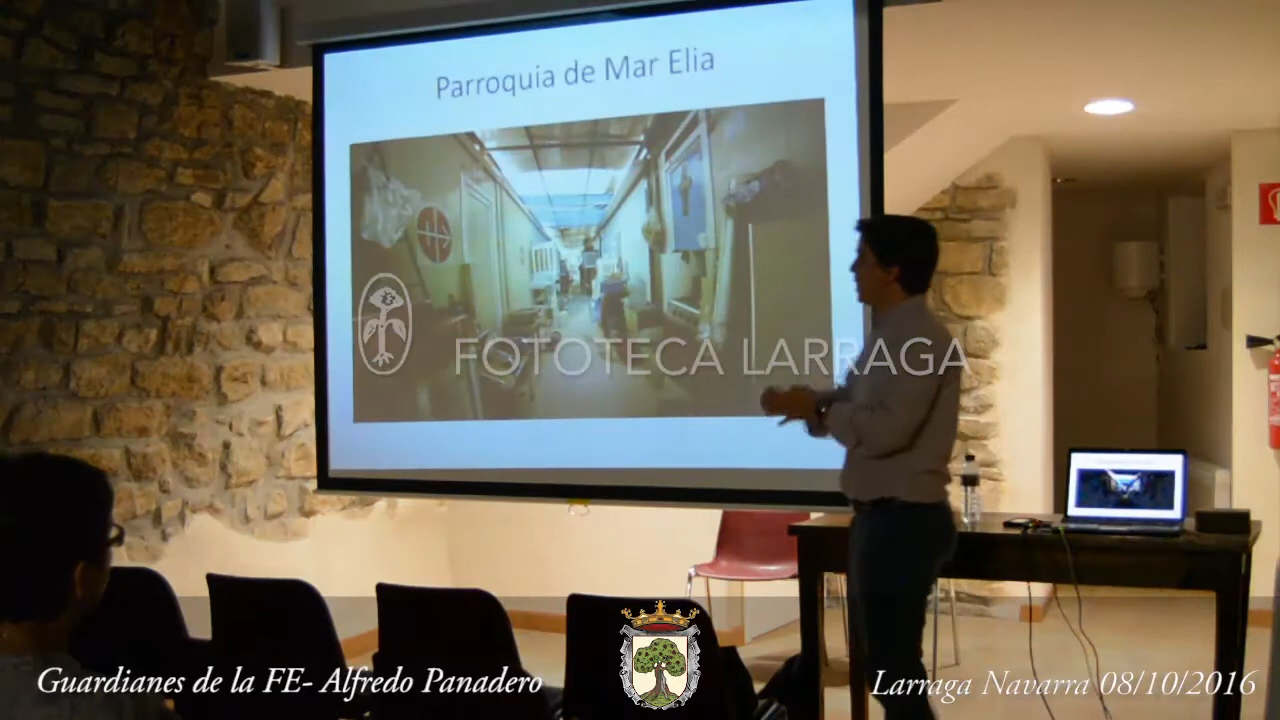 Parroquia de Mar Elia
FOTOTECA LARRAGA
Guardianes de la FE- Alfredo Panadero
Larraga Navarra 08/10/2016